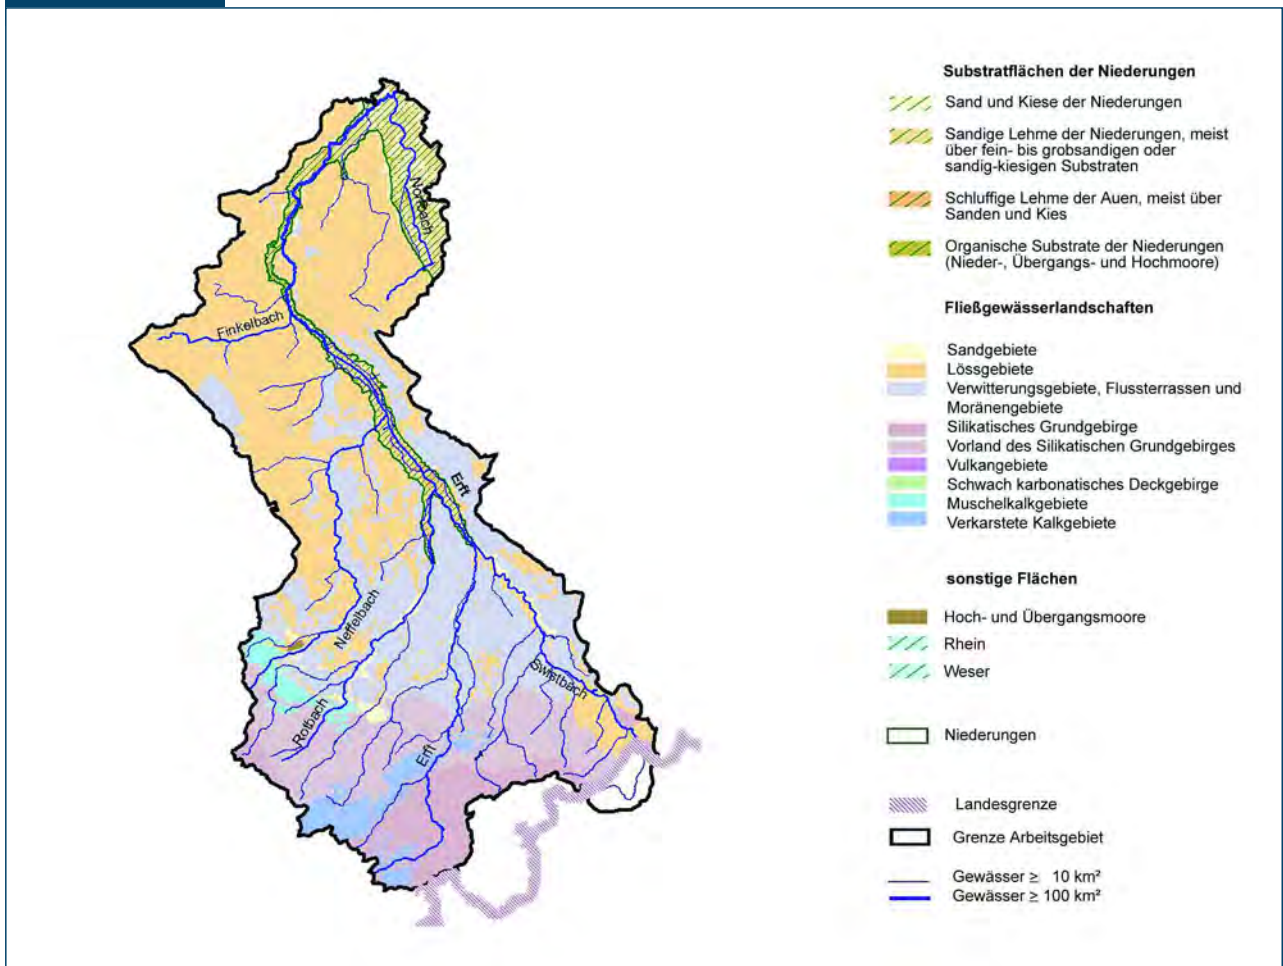 Norfbach
Finkelbach
Erft
Neffelbach
Swistbach
Rotbach
Erft
Substratflächen der Niederungen
Sand und Kiese der Niederungen
Sandige Lehme der Niederungen, meist
über fein- bis grobsandigen oder
sandig-kiesigen Substraten
Schluffige Lehme der Auen, meist über
Sanden und Kies
Organische Substrate der Niederungen
(Nieder-, Übergangs- und Hochmoore)
Fließgewässerlandschaften
Sandgebiete
Lössgebiete
Verwitterungsgebiete, Flussterrassen und
Moränengebiete
Silikatisches Grundgebirge
Vorland des Silikatischen Grundgebirges
Vulkangebiete
Schwach karbonatisches Deckgebirge
Muschelkalkgebiete
Verkarstete Kalkgebiete
sonstige Flächen
Hoch- und Übergangsmoore
Rhein
Weser
Niederungen
Landesgrenze
Grenze Arbeitsgebiet
Gewässer ≥ 10 km²
Gewässer ≥ 100 km²